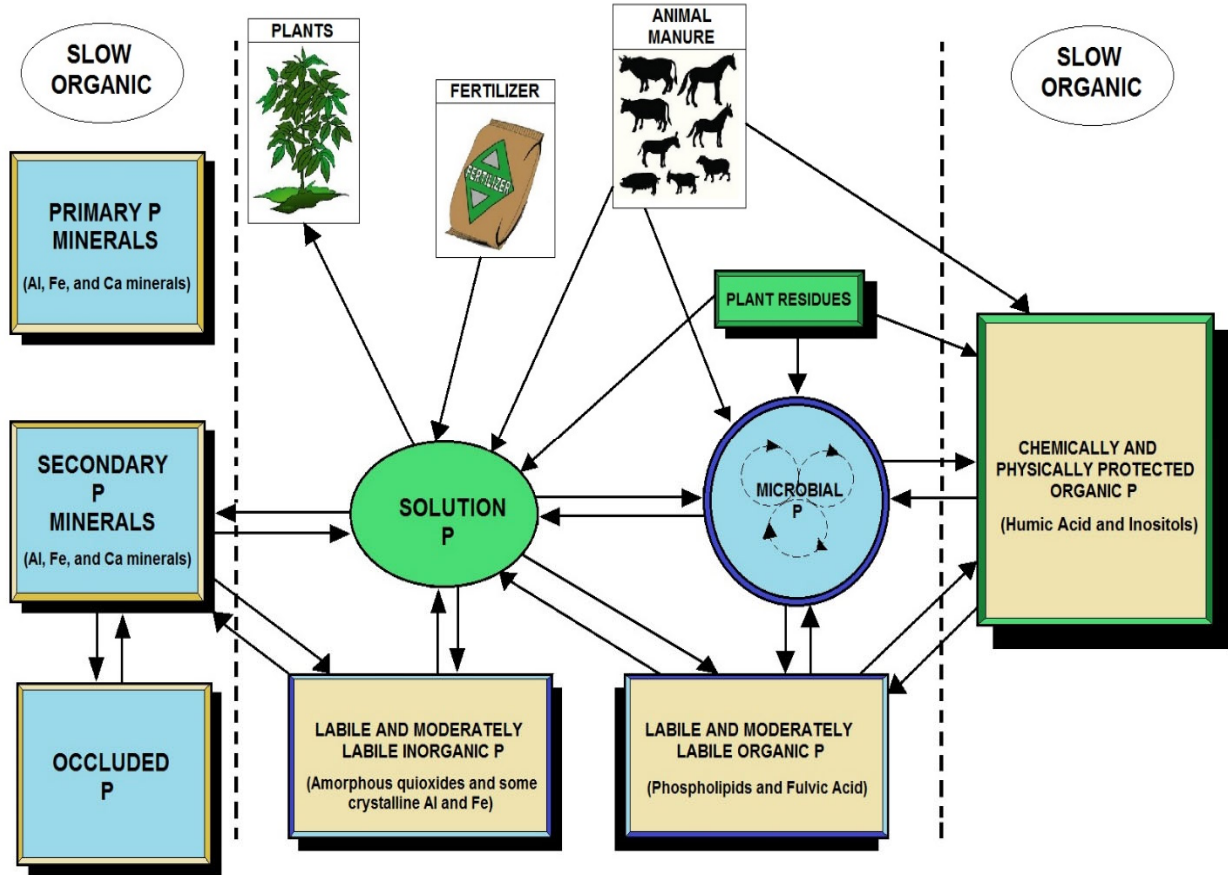 SLOW
ORGANIC
PLANTS
FERTILIZER
FERTILIZER
ANIMAL
MANURE
SLOW
ORGANIC
PRIMARY P
MINERALS
(Al, Fe, and Ca minerals)
PLANT RESIDUES
SECONDARY
P
MINERALS
(Al, Fe, and Ca minerals)
SOLUTION
P
MICROBIAL
P
CHEMICALLY AND
PHYSICALLY PROTECTED
ORGANIC P
(Humic Acid and Inositols)
OCCLUDED
P
LABILE AND MODERATELY
LABILE INORGANIC P
(Amorphous quioxides and some
crystalline Al and Fe)
LABILE AND MODERATELY
LABILE ORGANIC P
(Phospholipids and Fulvic Acid)